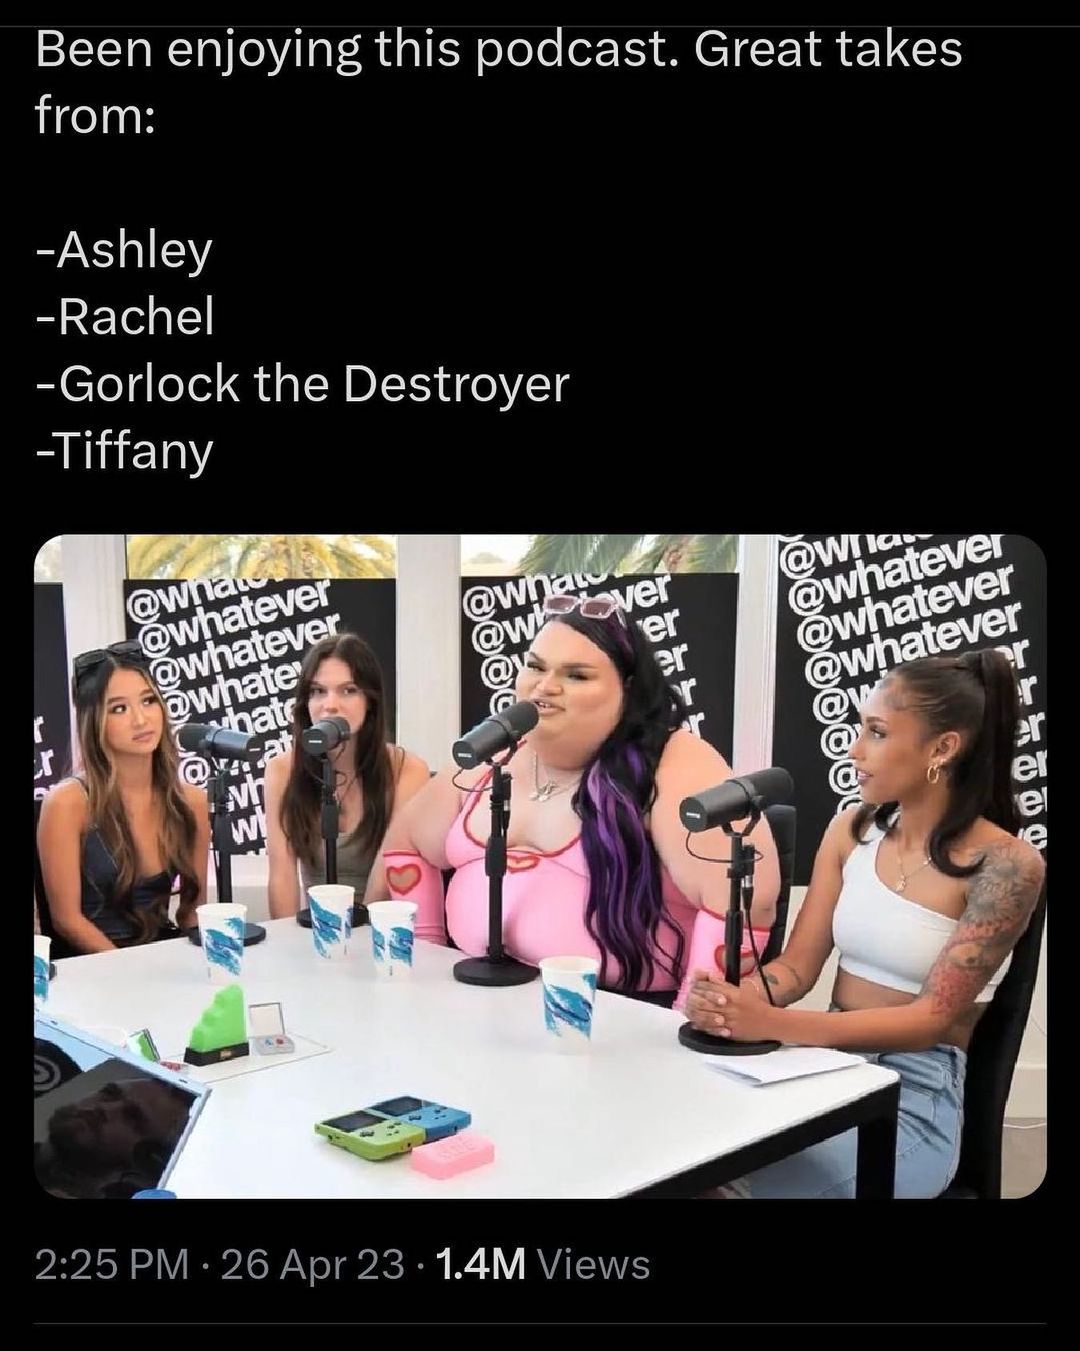 Been enjoying this podcast. Great takes
from:
-Ashley
-Rachel
-Gorlock the Destroyer
-Tiffany
@whatever
@whatever
@whatever
@whatever
@whatever
@whatever
@whatever
@whatever
2:25 PM · 26 Apr 23 · 1.4M Views